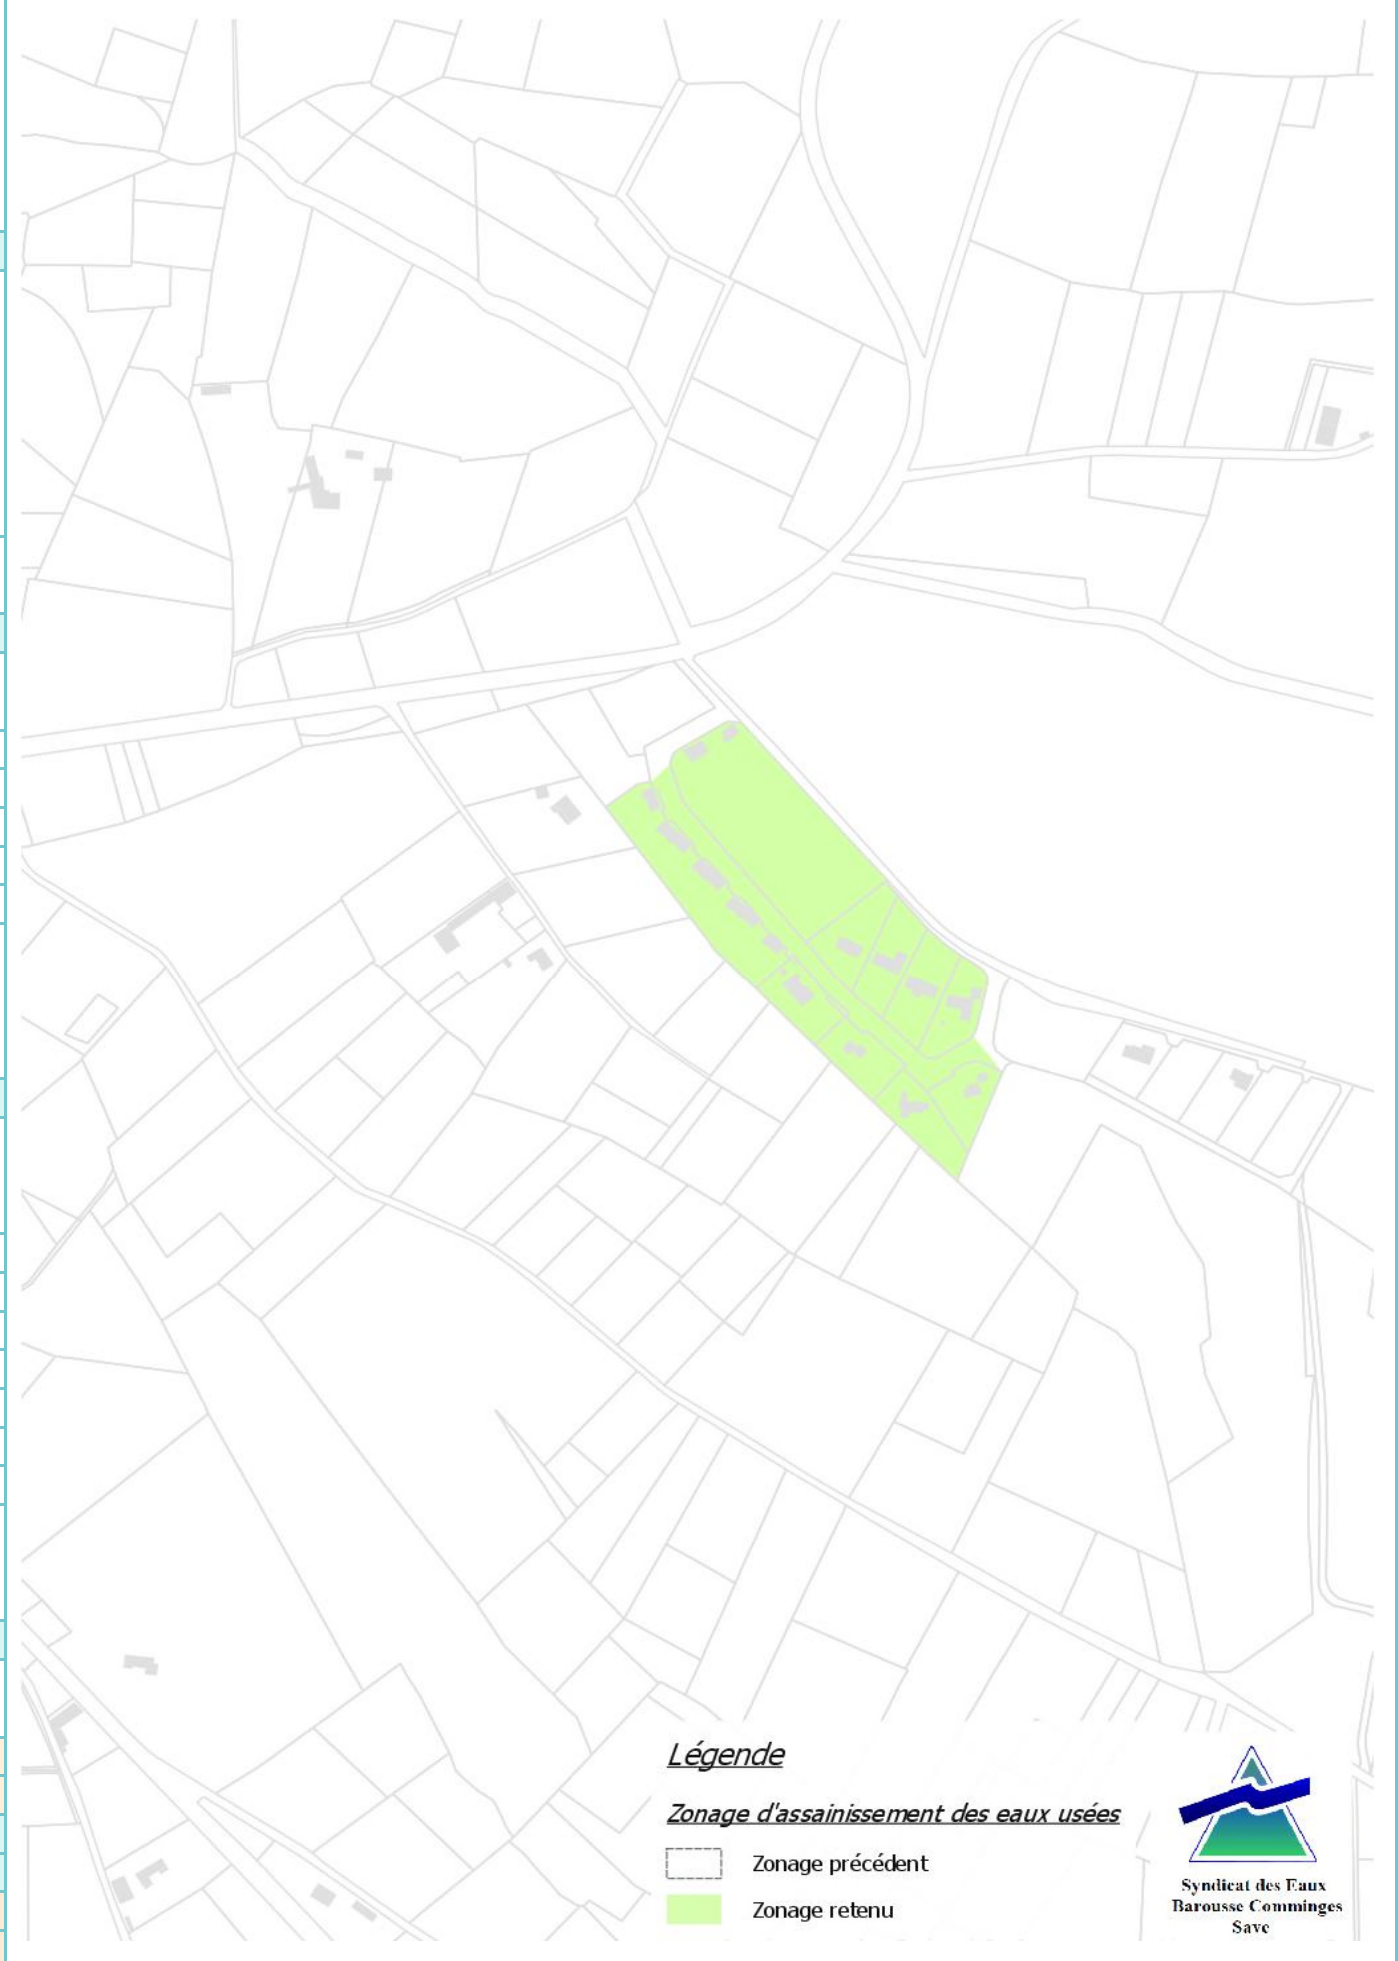 Légende
Zonage d'assainissement des eaux usées
Zonage précédent
Zonage retenu
Syndicat des Eaux
Barousse Comminges
Save